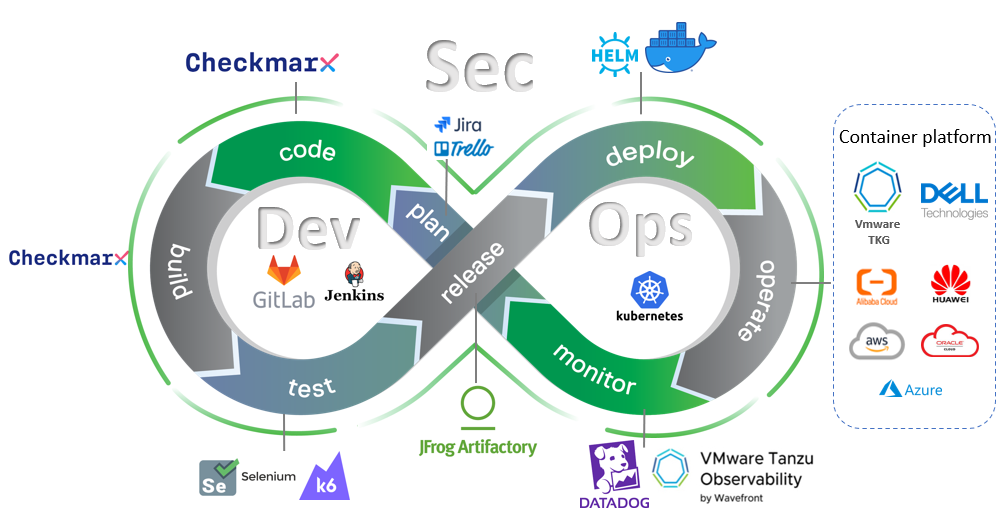 Checkmarx
Sec
HELM
Jira
Trello
code
deploy
Container platform
Vmware
TKG
DELL
Technologies
plan
Dev
Ops
build
Checkmarx
GitLab
Jenkins
release
kubernetes
operate
Alibaba Cloud
HUAWEI
aws
ORACLE
CLOUD
Azure
test
monitor
JFrog Artifactory
Se
Selenium
k6
DATADOG
VMware Tanzu
Observability
by Wavefront